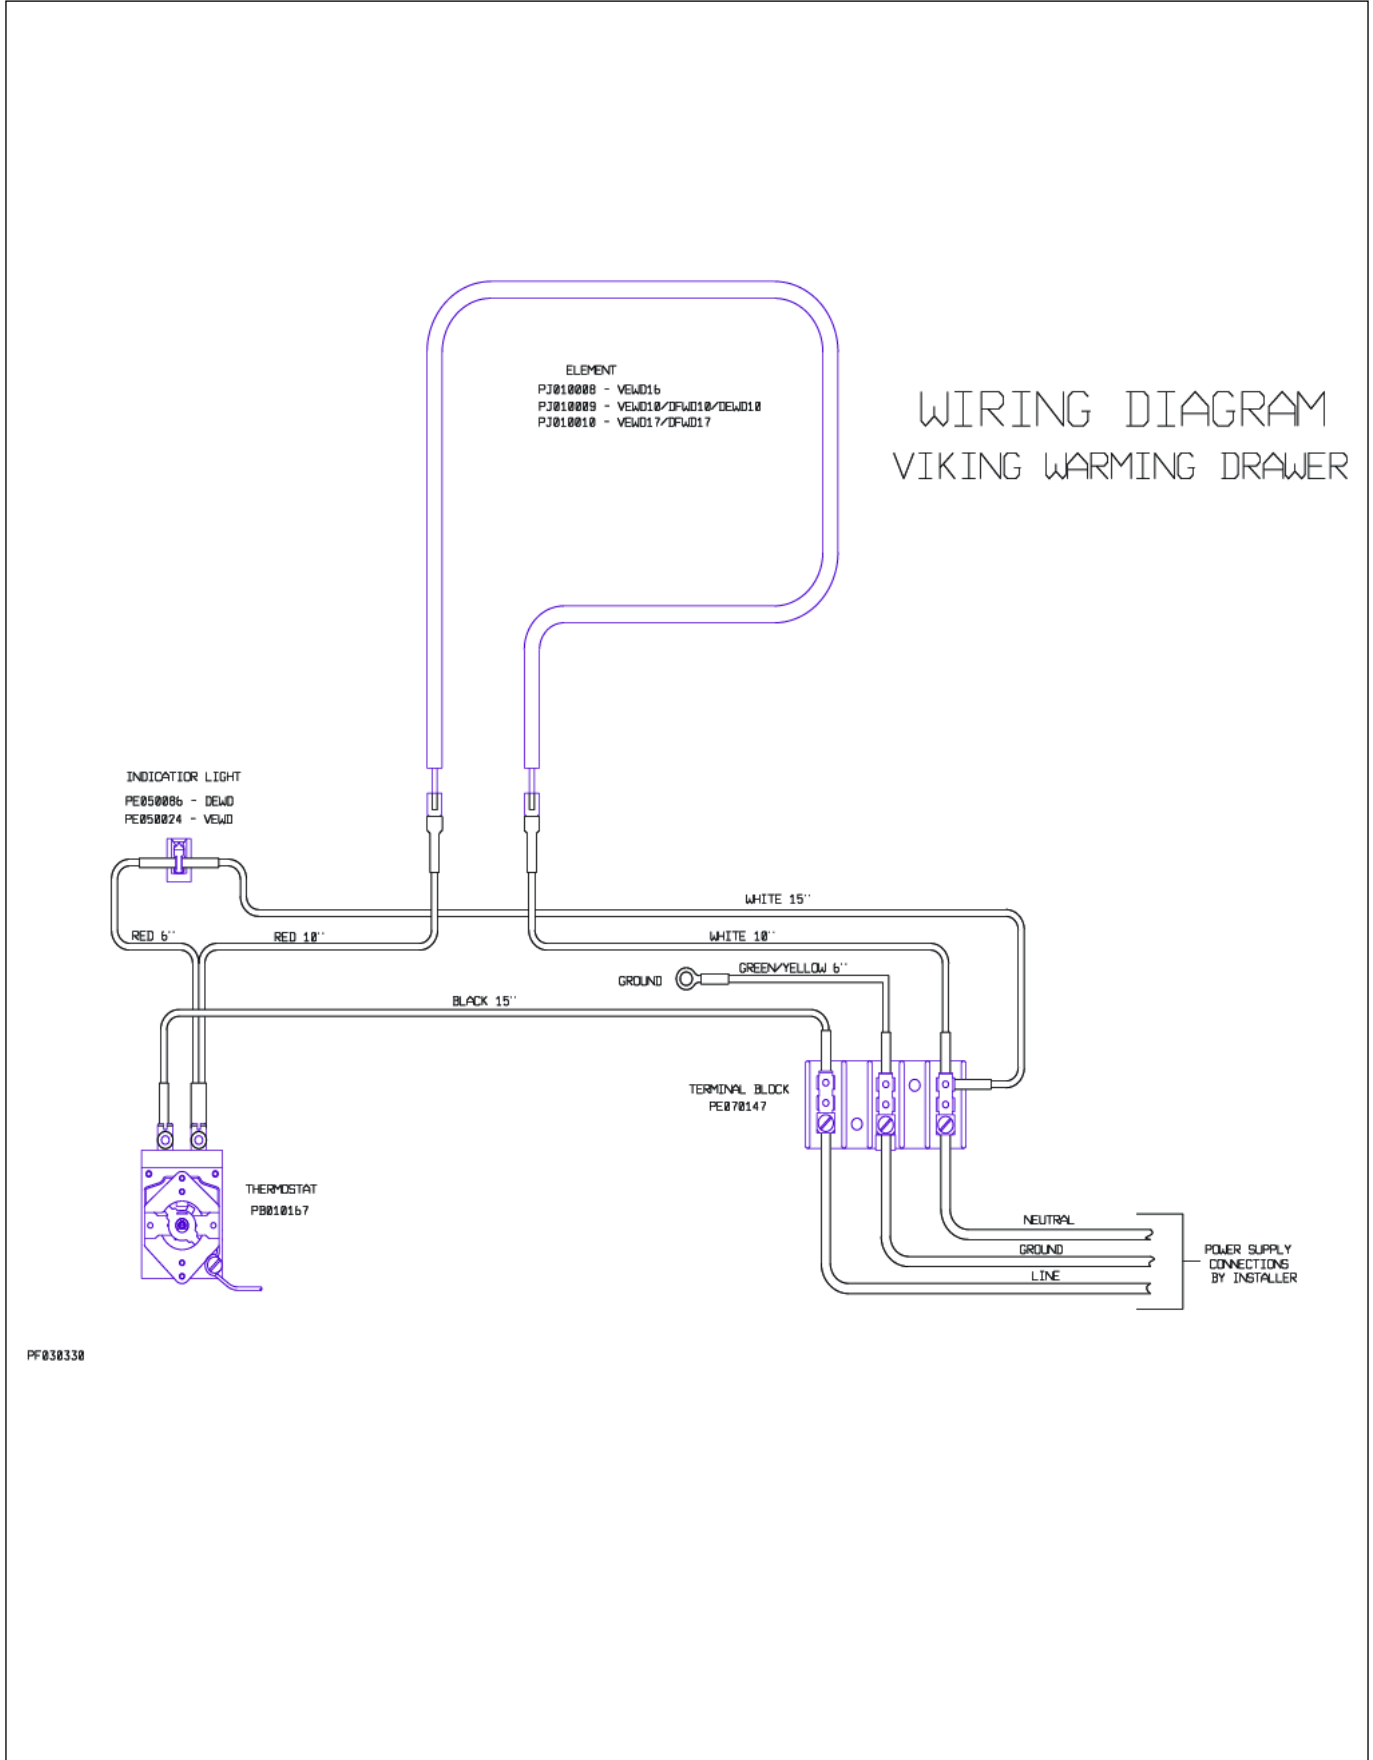 ELEMENT
PJ010008 - VEWD16
PJ010009 - VEWD10/DFWD10/DEWD10
PJ010010 - VEWD17/DFWD17
WIRING DIAGRAM
VIKING WARMING DRAWER
INDICATIOR LIGHT
PE050086 - DEWD
PE050024 - VEWD
WHITE 15''
RED 6''
RED 10''
WHITE 10''
GREEN/YELLOW 6''
GROUND
BLACK 15''
TERMINAL BLOCK
PE070147
THERMOSTAT
PB010167
NEUTRAL
GROUND
LINE
POWER SUPPLY
CONNECTIONS
BY INSTALLER
PF030330